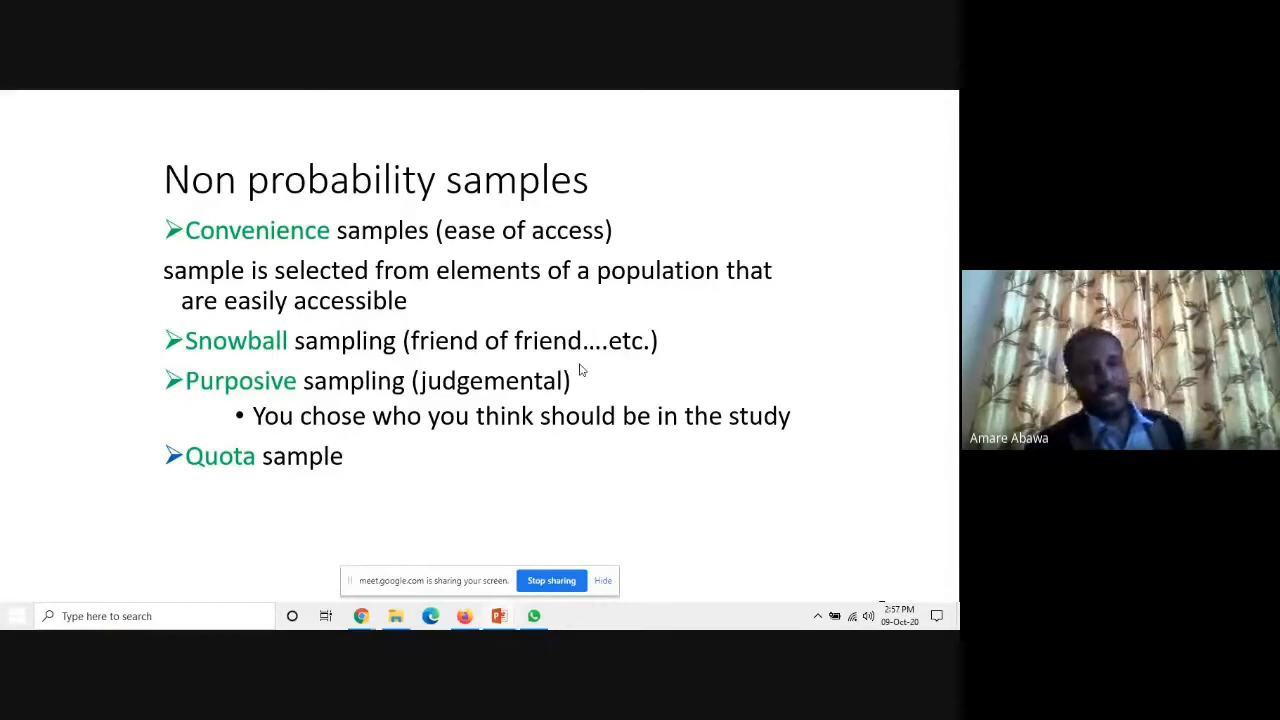 Non probability samples
➢Convenience samples (ease of access)
sample is selected from elements of a population that
are easily accessible
➢Snowball sampling (friend of friend....etc.)
➢Purposive sampling (judgemental)
• You chose who you think should be in the study
➢Quota sample
Amare Abawa
meet.google.com is sharing your screen.
Stop sharing
Hide
Type here to search
2:57 PM
09-Oct-20